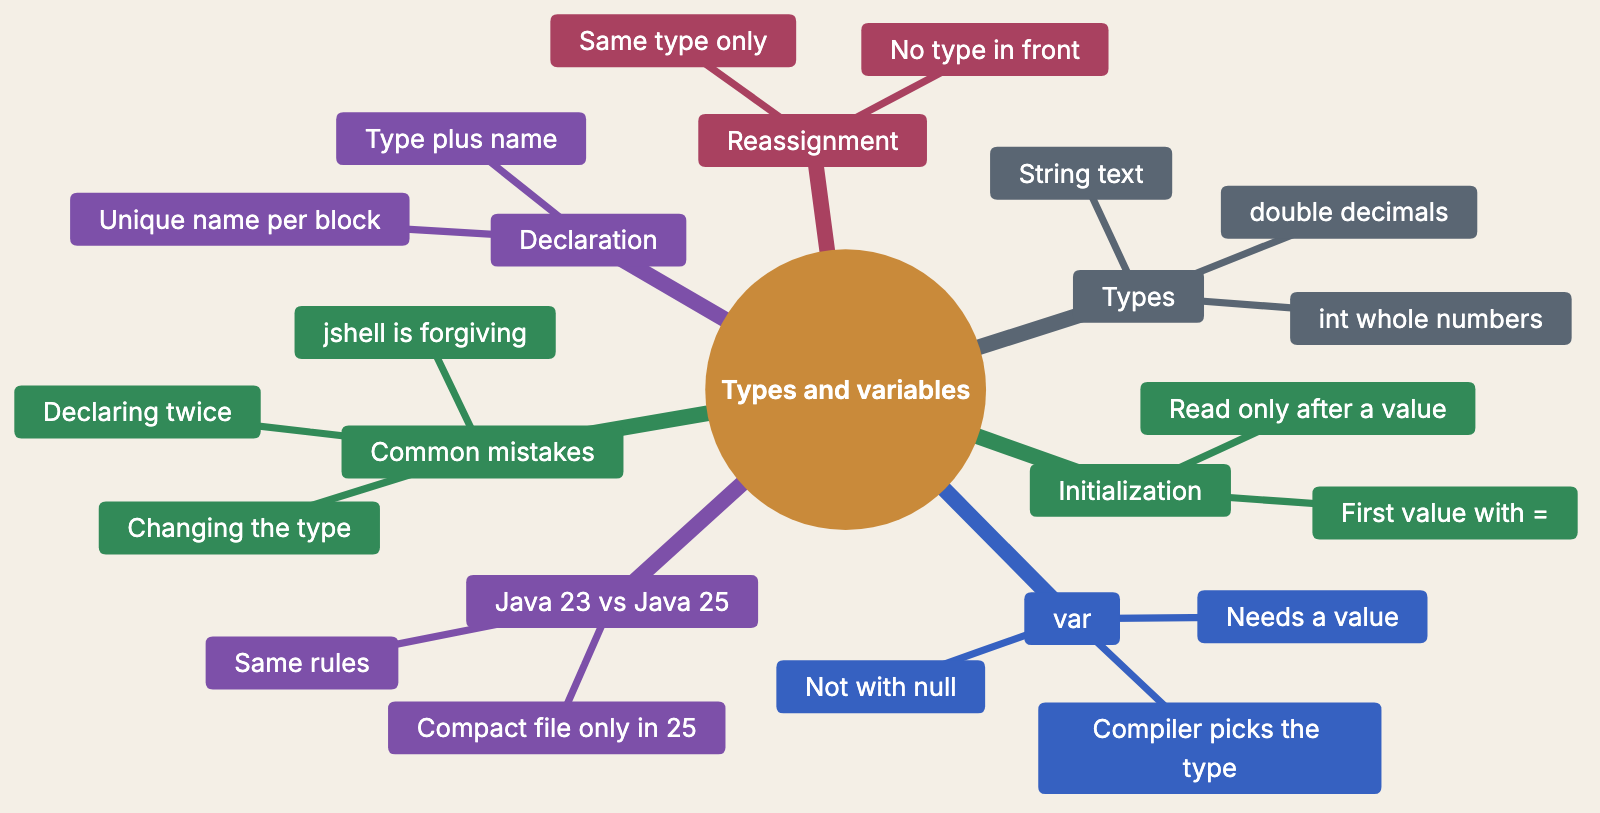 Types and variables
Reassignment
Same type only
No type in front
Types
String text
double decimals
int whole numbers
Initialization
Read only after a value
First value with =
var
Needs a value
Compiler picks the
type
Not with null
Java 23 vs Java 25
Compact file only in 25
Same rules
Common mistakes
Changing the type
Declaring twice
jshell is forgiving
Declaration
Unique name per block
Type plus name